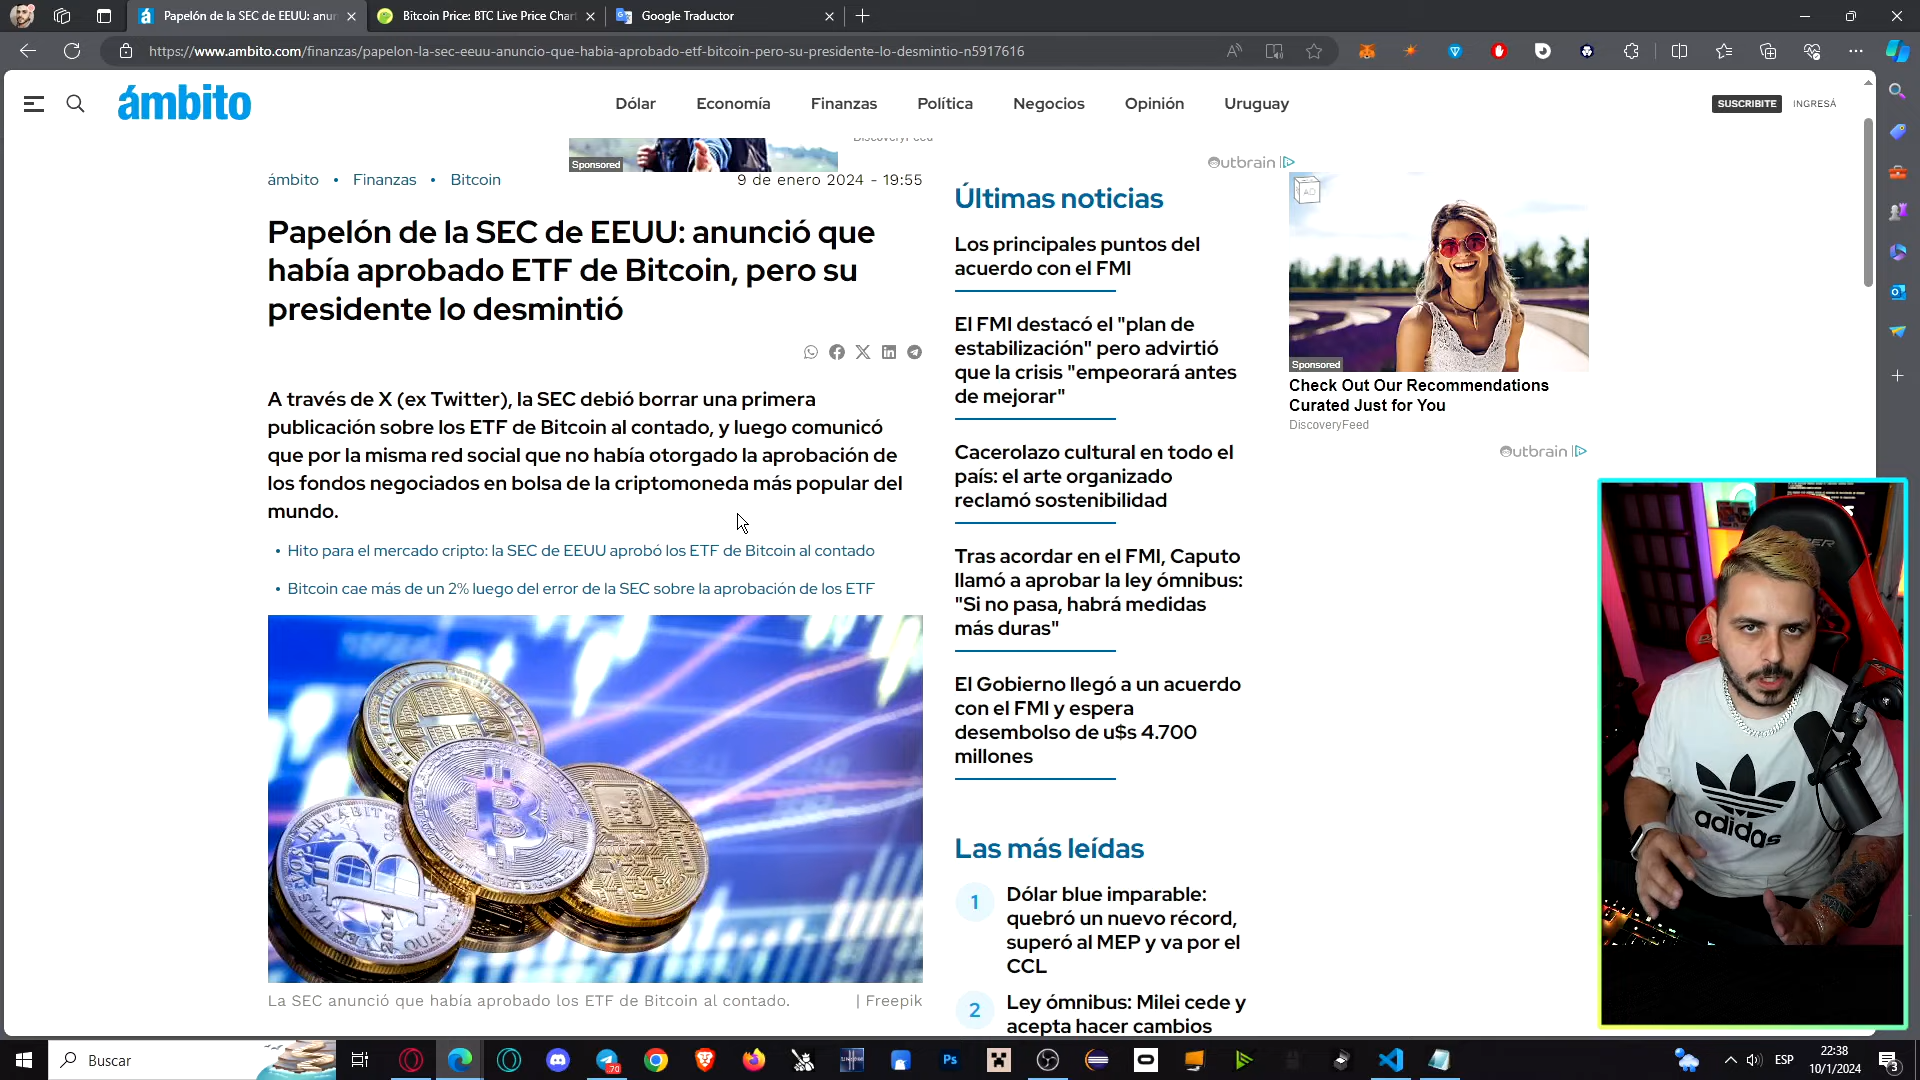 Papelón de la SEC de EEUU: anun
Bitcoin Price: BTC Live Price Chart
Google Traductor
https://www.ambito.com/finanzas/papelon-la-sec-eeuu-anuncio-que-habia-aprobado-etf-bitcoin-pero-su-presidente-lo-desmintio-n5917616
ámbito
Dólar
Economía
Finanzas
Política
Negocios
Opinión
Uruguay
SUSCRIBITE
INGRESÁ
Sponsored
DiscoveryFeed
Outbrain
ámbito • Finanzas • Bitcoin
9 de enero 2024 - 19:55
Papelón de la SEC de EEUU: anunció que
había aprobado ETF de Bitcoin, pero su
presidente lo desmintió
A través de X (ex Twitter), la SEC debió borrar una primera
publicación sobre los ETF de Bitcoin al contado, y luego comunicó
que por la misma red social que no había otorgado la aprobación de
los fondos negociados en bolsa de la criptomoneda más popular del
mundo.
• Hito para el mercado cripto: la SEC de EEUU aprobó los ETF de Bitcoin al contado
• Bitcoin cae más de un 2% luego del error de la SEC sobre la aprobación de los ETF
La SEC anunció que había aprobado los ETF de Bitcoin al contado.
| Freepik
Últimas noticias
Los principales puntos del
acuerdo con el FMI
El FMI destacó el "plan de
estabilización" pero advirtió
que la crisis "empeorará antes
de mejorar"
Cacerolazo cultural en todo el
país: el arte organizado
reclamó sostenibilidad
Tras acordar en el FMI, Caputo
llamó a aprobar la ley ómnibus:
"Si no pasa, habrá medidas
más duras"
El Gobierno llegó a un acuerdo
con el FMI y espera
desembolso de u$s 4.700
millones
Las más leídas
1
Dólar blue imparable:
quebró un nuevo récord,
superó al MEP y va por el
CCL
2
Ley ómnibus: Milei cede y
acepta hacer cambios
AD
Sponsored
Check Out Our Recommendations
Curated Just for You
DiscoveryFeed
Outbrain
adidas
Buscar
Ps
ESP
22:38
10/1/2024
3